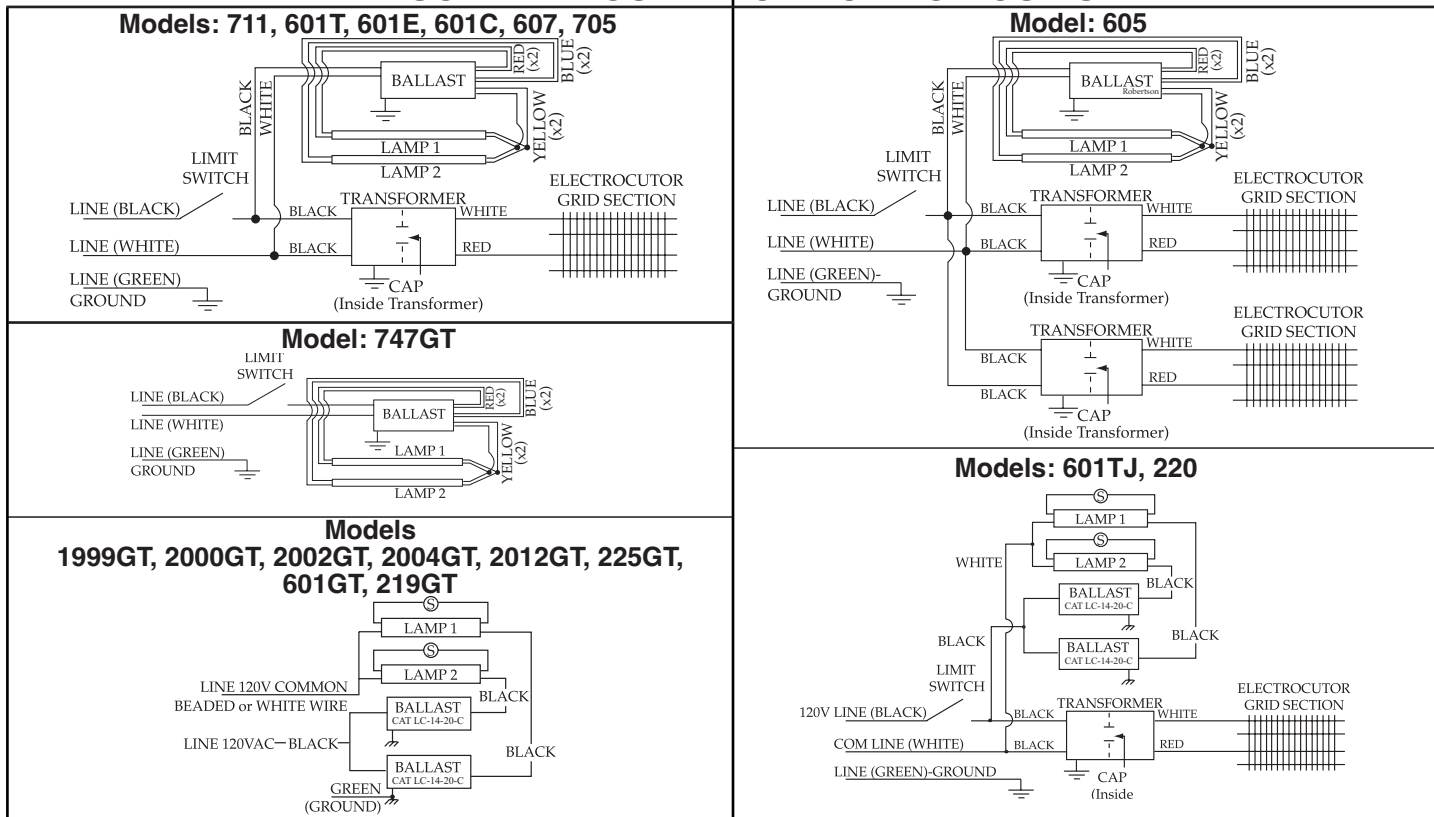 Models: 711, 601T, 601E, 601C, 607, 705
BALLAST
RED
(x2)
BLUE
(x2)
BLACK
WHITE
YELLOW
(x2)
LAMP 1
LAMP 2
LIMIT
SWITCH
TRANSFORMER
ELECTROCUTOR
GRID SECTION
LINE (BLACK)
BLACK
WHITE
LINE (WHITE)
BLACK
RED
LINE (GREEN)
GROUND
CAP
(Inside Transformer)
Model: 747GT
LIMIT
SWITCH
LINE (BLACK)
BALLAST
RED
(x2)
BLUE
(x2)
LINE (WHITE)
LINE (GREEN)
GROUND
LAMP 1
LAMP 2
YELLOW
(x2)
Models
1999GT, 2000GT, 2002GT, 2004GT, 2012GT, 225GT,
601GT, 219GT
S
LAMP 1
S
LAMP 2
LINE 120V COMMON
BEADED or WHITE WIRE
BLACK
BALLAST
CAT LC-14-20-C
LINE 120VAC
BLACK
BLACK
BALLAST
CAT LC-14-20-C
GREEN
(GROUND)
Model: 605
BALLAST
Robertson
RED
(x2)
BLUE
(x2)
BLACK
WHITE
YELLOW
(x2)
LAMP 1
LAMP 2
LIMIT
SWITCH
TRANSFORMER
ELECTROCUTOR
GRID SECTION
LINE (BLACK)
BLACK
WHITE
LINE (WHITE)
BLACK
RED
LINE (GREEN)-
GROUND
CAP
(Inside Transformer)
TRANSFORMER
ELECTROCUTOR
GRID SECTION
BLACK
WHITE
BLACK
RED
CAP
(Inside Transformer)
Models: 601TJ, 220
S
LAMP 1
S
LAMP 2
WHITE
BLACK
BALLAST
CAT LC-14-20-C
BLACK
BLACK
BALLAST
CAT LC-14-20-C
LIMIT
SWITCH
TRANSFORMER
ELECTROCUTOR
GRID SECTION
120V LINE (BLACK)
BLACK
WHITE
COM LINE (WHITE)
BLACK
RED
LINE (GREEN)-GROUND
CAP
(Inside